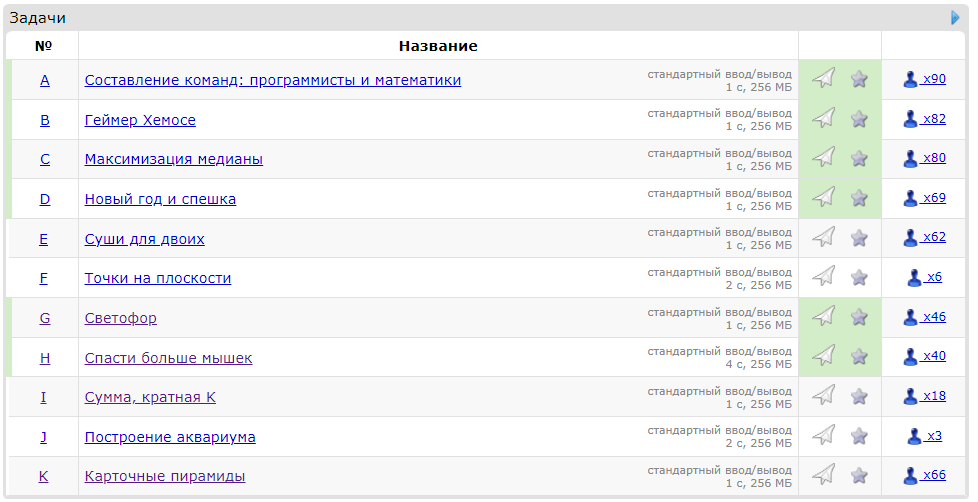 Задачи
№ Название
A Составление команд: программисты и математики стандартный ввод/вывод x90
1 с, 256 МБ
B Геймер Хемосе стандартный ввод/вывод x82
1 с, 256 МБ
C Максимизация медианы стандартный ввод/вывод x80
1 с, 256 МБ
D Новый год и спешка стандартный ввод/вывод x69
1 с, 256 МБ
E Суши для двоих стандартный ввод/вывод x62
1 с, 256 МБ
F Точки на плоскости стандартный ввод/вывод x6
2 с, 256 МБ
G Светофор стандартный ввод/вывод x46
1 с, 256 МБ
H Спасти больше мышек стандартный ввод/вывод x40
4 с, 256 МБ
I Сумма, кратная K стандартный ввод/вывод x18
1 с, 256 МБ
J Построение аквариума стандартный ввод/вывод x3
2 с, 256 МБ
K Карточные пирамиды стандартный ввод/вывод x66
1 с, 256 МБ